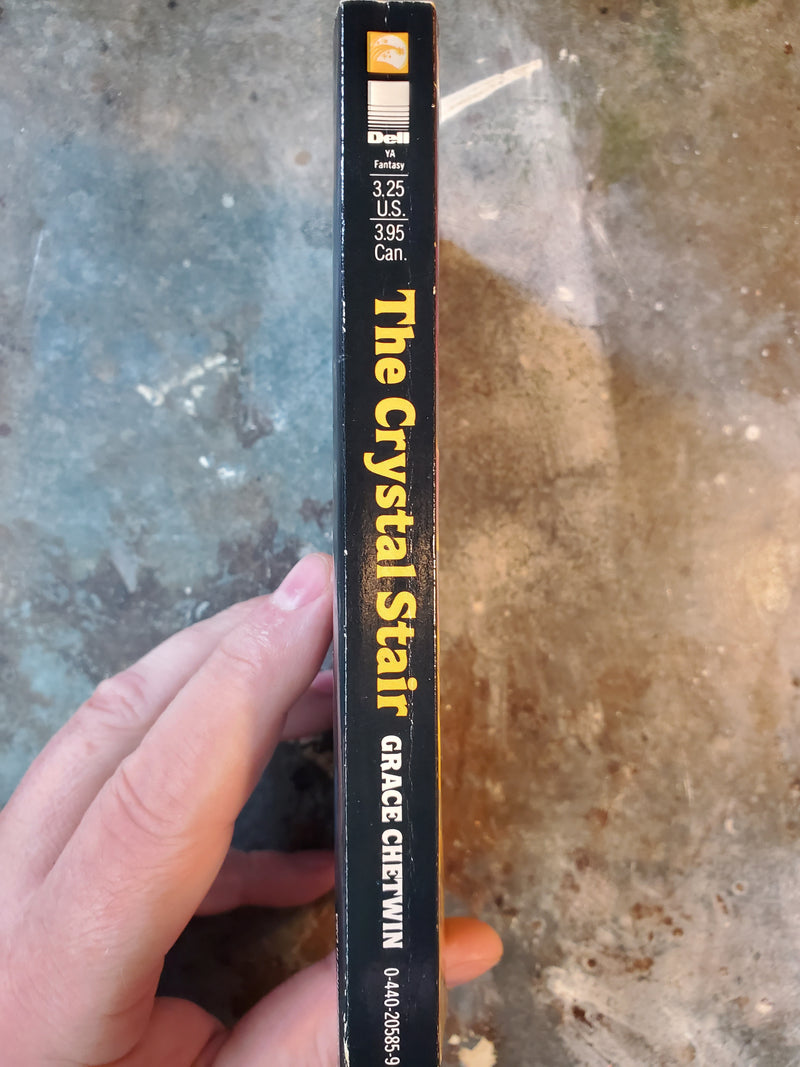 Dell
YA
Fantasy
3.25
U.S.
3.95
Can.
The Crystal Stair
GRACE CHETWIN
0-440-20585-9